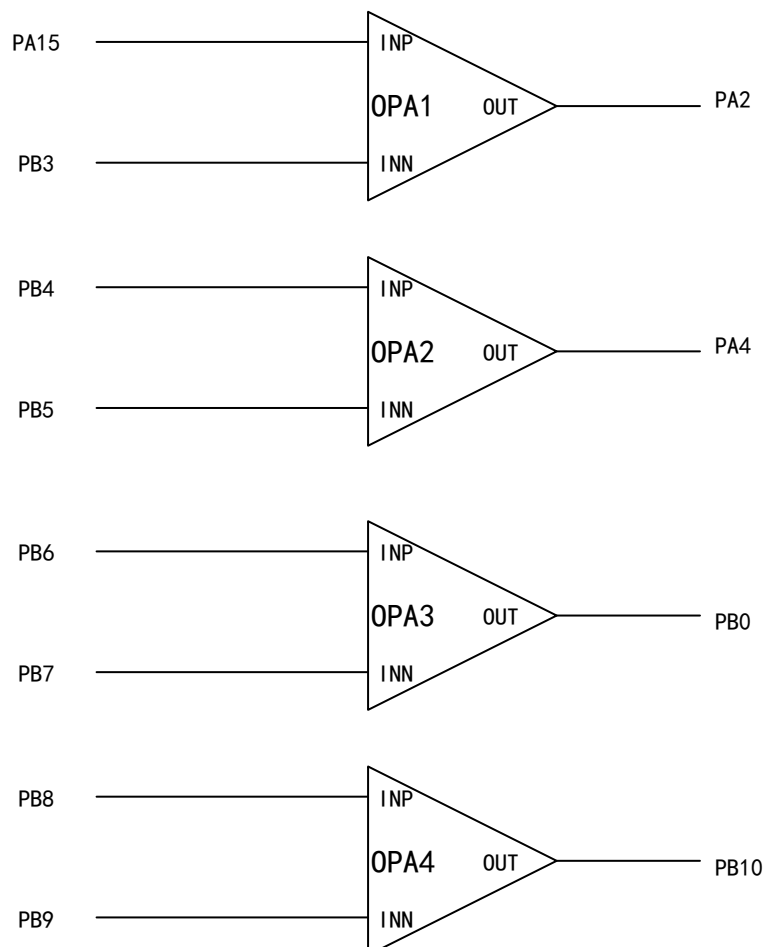 PA15
INP
OPA1 OUT
PA2
PB3
INN
PB4
INP
OPA2 OUT
PA4
PB5
INN
PB6
INP
OPA3 OUT
PB0
PB7
INN
PB8
INP
OPA4 OUT
PB10
PB9
INN